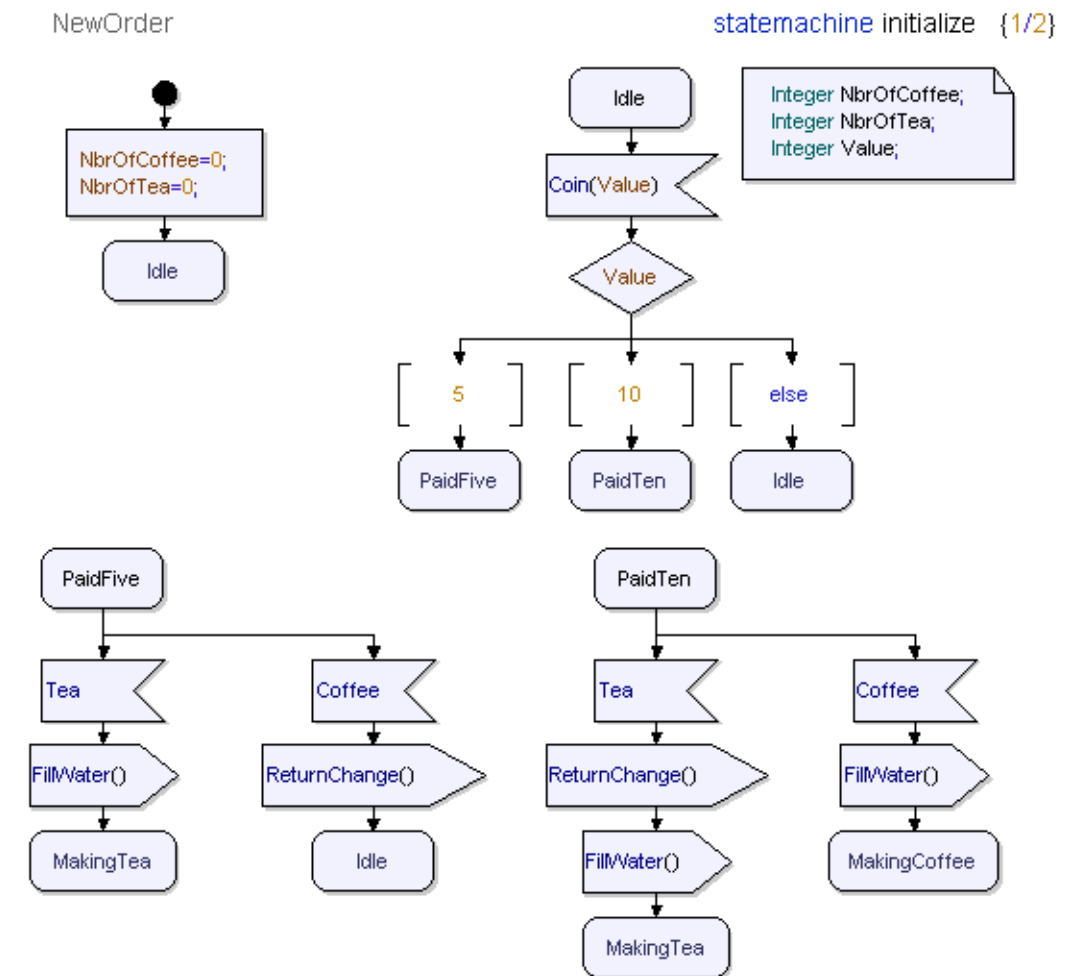 NewOrder
statemachine initialize {1/2}
NbrOfCoffee=0;
NbrOfTea=0;
Idle
Idle
Coin(Value)
Value
5
10
else
PaidFive
PaidTen
Idle
Integer NbrOfCoffee;
Integer NbrOfTea;
Integer Value;
PaidFive
Tea
Coffee
FillWater()
ReturnChange()
MakingTea
Idle
PaidTen
Tea
Coffee
ReturnChange()
FillWater()
FillWater()
MakingCoffee
MakingTea